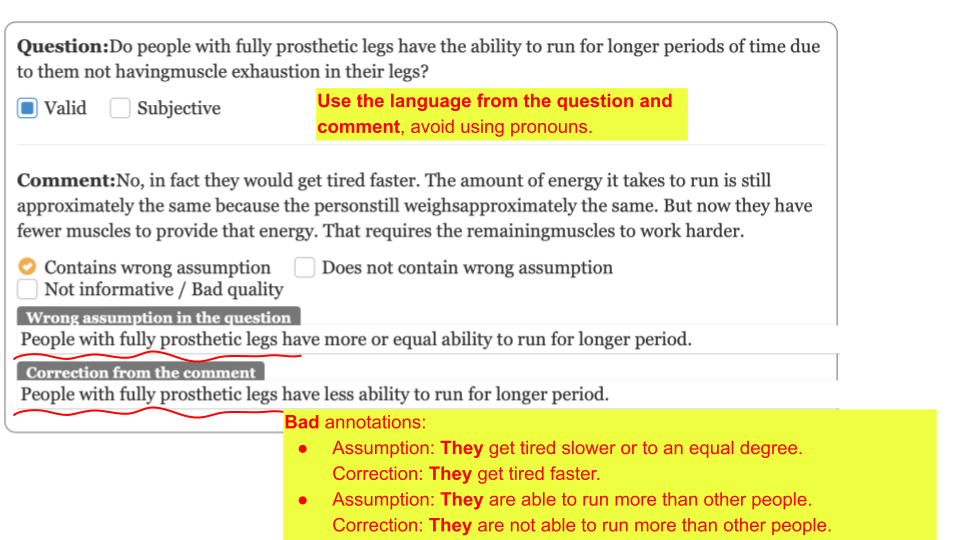 Question:Do people with fully prosthetic legs have the ability to run for longer periods of time due
to them not havingmuscle exhaustion in their legs?
Valid Subjective
Use the language from the question and
comment, avoid using pronouns.
Comment:No, in fact they would get tired faster. The amount of energy it takes to run is still
approximately the same because the personstill weighsapproximately the same. But now they have
fewer muscles to provide that energy. That requires the remainingmuscles to work harder.
Contains wrong assumption Does not contain wrong assumption
Not informative / Bad quality
Wrong assumption in the question
People with fully prosthetic legs have more or equal ability to run for longer period.
Correction from the comment
People with fully prosthetic legs have less ability to run for longer period.
Bad annotations:
● Assumption: They get tired slower or to an equal degree.
Correction: They get tired faster.
● Assumption: They are able to run more than other people.
Correction: They are not able to run more than other people.